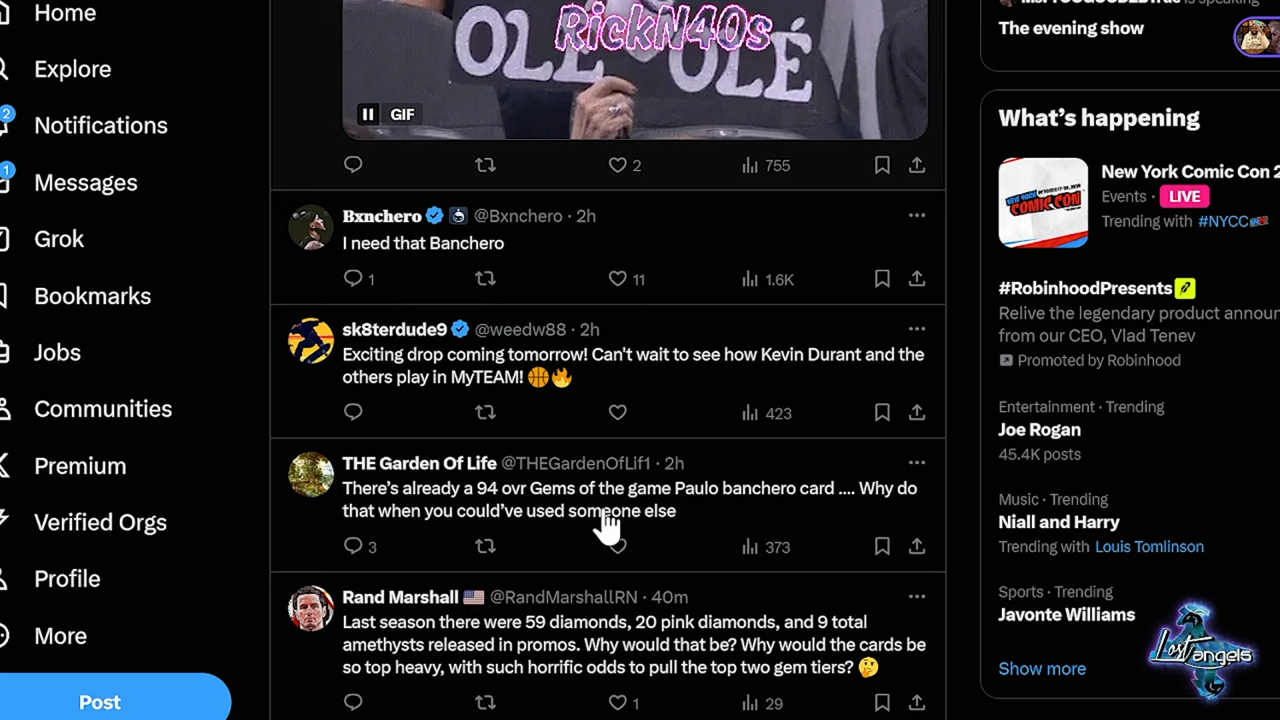 Home
Explore
2
Notifications
1
Messages
Grok
Bookmarks
Jobs
Communities
Premium
Verified Orgs
Profile
More
Post
RickN40s
OLÉ OLÉ
GIF
2
755
Bxnchero @Bxnchero · 2h
I need that Banchero
1
11
1.6K
sk8terdude9 @weedw88 · 2h
Exciting drop coming tomorrow! Can't wait to see how Kevin Durant and the
others play in MyTEAM! 🏀🔥
423
THE Garden Of Life @THEGardenOfLif1 · 2h
There's already a 94 ovr Gems of the game Paulo banchero card .... Why do
that when you could've used someone else
3
373
Rand Marshall 🇺🇸 @RandMarshallRN · 40m
Last season there were 59 diamonds, 20 pink diamonds, and 9 total
amethysts released in promos. Why would that be? Why would the cards be
so top heavy, with such horrific odds to pull the top two gem tiers? 🤔
1
29
is speaking
The evening show
What's happening
NEW YORK
COMIC CON
New York Comic Con 2
Events · LIVE
Trending with #NYCC
#RobinhoodPresents
Relive the legendary product announ
from our CEO, Vlad Tenev
Promoted by Robinhood
Entertainment · Trending
Joe Rogan
45.4K posts
Music · Trending
Niall and Harry
Trending with Louis Tomlinson
Sports · Trending
Javonte Williams
Show more
Lost angels